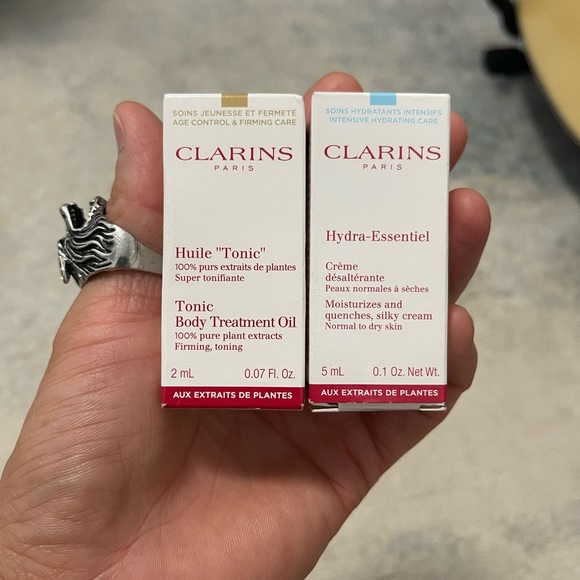 SOINS JEUNESSE ET FERMETÉ
AGE CONTROL & FIRMING CARE
CLARINS
PARIS
Huile "Tonic"
100% purs extraits de plantes
Super tonifiante
Tonic
Body Treatment Oil
100% pure plant extracts
Firming, toning
2 mL 0.07 Fl. Oz.
AUX EXTRAITS DE PLANTES
SOINS HYDRATANTS INTENSIFS
INTENSIVE HYDRATING CARE
CLARINS
PARIS
Hydra-Essentiel
Crème
désaltérante
Peaux normales à sèches
Moisturizes and
quenches, silky cream
Normal to dry skin
5 mL 0.1 Oz. Net Wt.
AUX EXTRAITS DE PLANTES